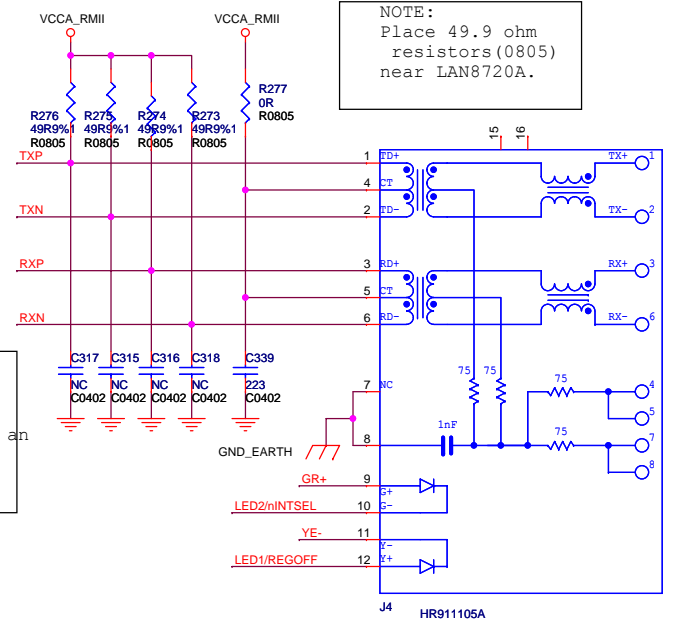 VCCA_RMII
VCCA_RMII
NOTE:
Place 49.9 ohm
resistors(0805)
near LAN8720A.
R276
49R9%1
R0805
R275
49R9%1
R0805
R274
49R9%1
R0805
R273
49R9%1
R0805
R277
0R
R0805
15
16
TXP
1
TD+
TX+
1
4
CT
TXN
2
TD-
TX-
2
RXP
3
RD+
RX+
3
5
CT
RXN
6
RD-
RX-
6
C317
NC
C0402
C315
NC
C0402
C316
NC
C0402
C318
NC
C0402
C339
223
C0402
an
7
NC
75
75
75
4
5
GND_EARTH
8
1nF
75
7
8
GR+
9
G+
LED2/nINTSEL
10
G-
YE-
11
Y-
LED1/REGOFF
12
Y+
J4
HR911105A